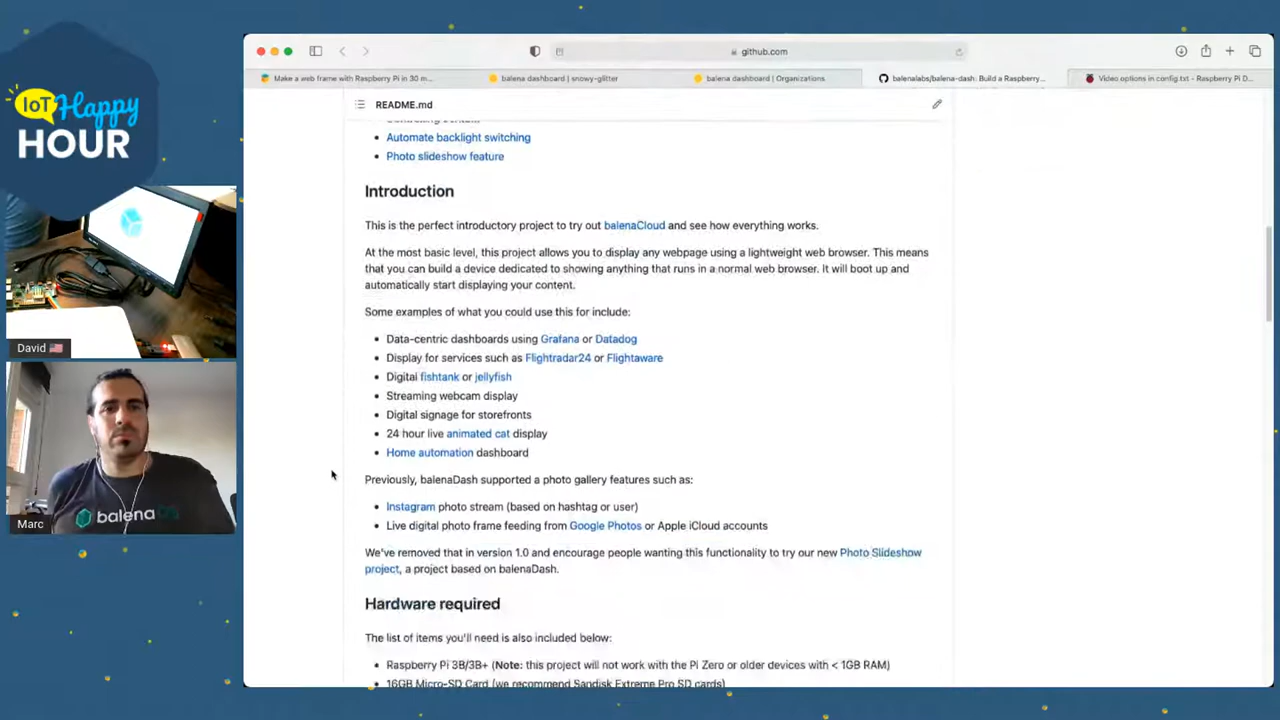 IoT Happy
HOUR
David
Marc
balena
github.com
Make a web frame with Raspberry Pi in 30 m...
balena dashboard | snowy-glitter
balena dashboard | Organizations
balenalabs/balena-dash: Build a Raspberry...
Video options in config.txt - Raspberry Pi D...
README.md
• Automate backlight switching
• Photo slideshow feature
Introduction
This is the perfect introductory project to try out balenaCloud and see how everything works.
At the most basic level, this project allows you to display any webpage using a lightweight web browser. This means
that you can build a device dedicated to showing anything that runs in a normal web browser. It will boot up and
automatically start displaying your content.
Some examples of what you could use this for include:
• Data-centric dashboards using Grafana or Datadog
• Display for services such as Flightradar24 or Flightaware
• Digital fishtank or jellyfish
• Streaming webcam display
• Digital signage for storefronts
• 24 hour live animated cat display
• Home automation dashboard
Previously, balenaDash supported a photo gallery features such as:
• Instagram photo stream (based on hashtag or user)
• Live digital photo frame feeding from Google Photos or Apple iCloud accounts
We've removed that in version 1.0 and encourage people wanting this functionality to try our new Photo Slideshow
project, a project based on balenaDash.
Hardware required
The list of items you'll need is also included below:
• Raspberry Pi 3B/3B+ (Note: this project will not work with the Pi Zero or older devices with < 1GB RAM)
• 16GB Micro-SD Card (we recommend Sandisk Extreme Pro SD cards)